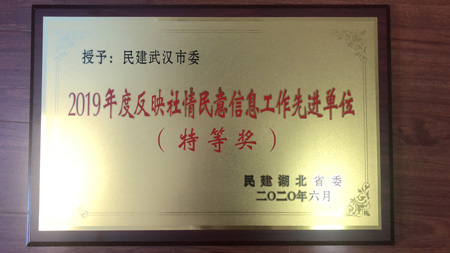 授予：民建武汉市委
2019年度反映社情民意信息工作先进单位
（特等奖）
民建湖北省委
二〇二〇年六月